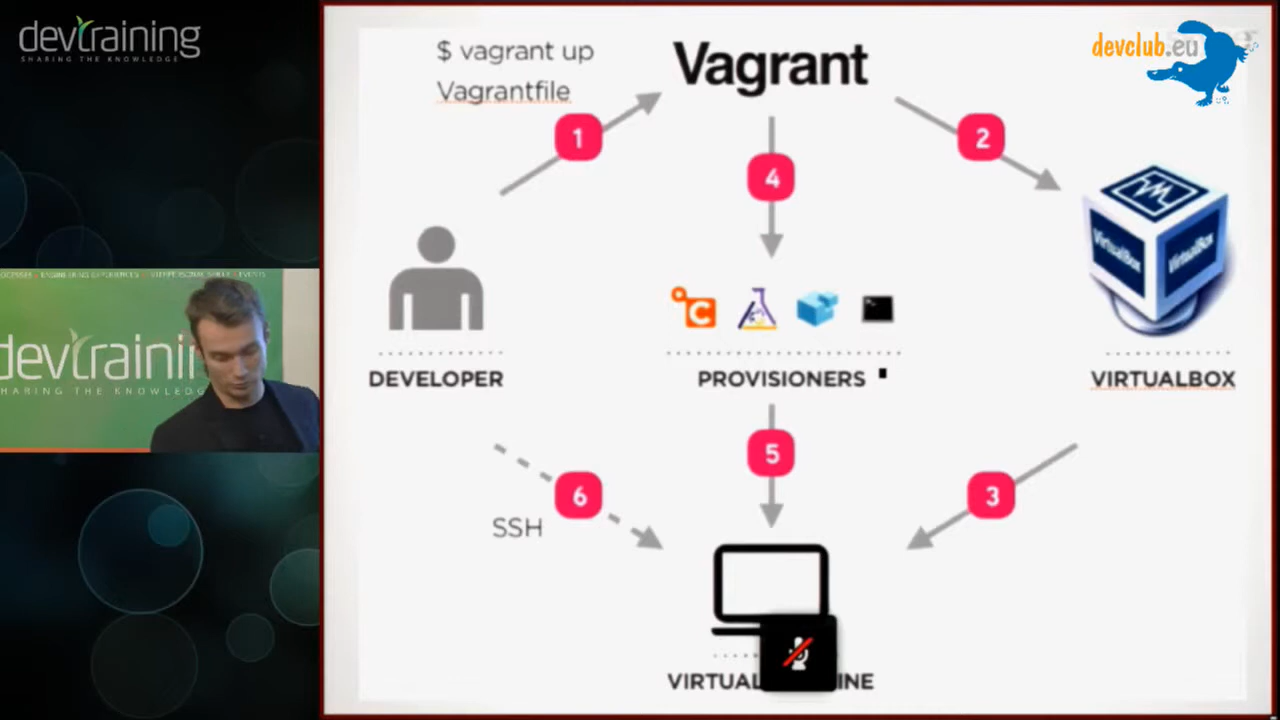 devtraining
SHARING THE KNOWLEDGE
$ vagrant up
Vagrantfile
Vagrant
devclub.eu
1
2
4
VirtualBox
VirtualBox
C
DEVELOPER
PROVISIONERS
VIRTUALBOX
devtraini
SHARING THE KNOWLEDG
5
6
3
SSH
VIRTUAL
INE